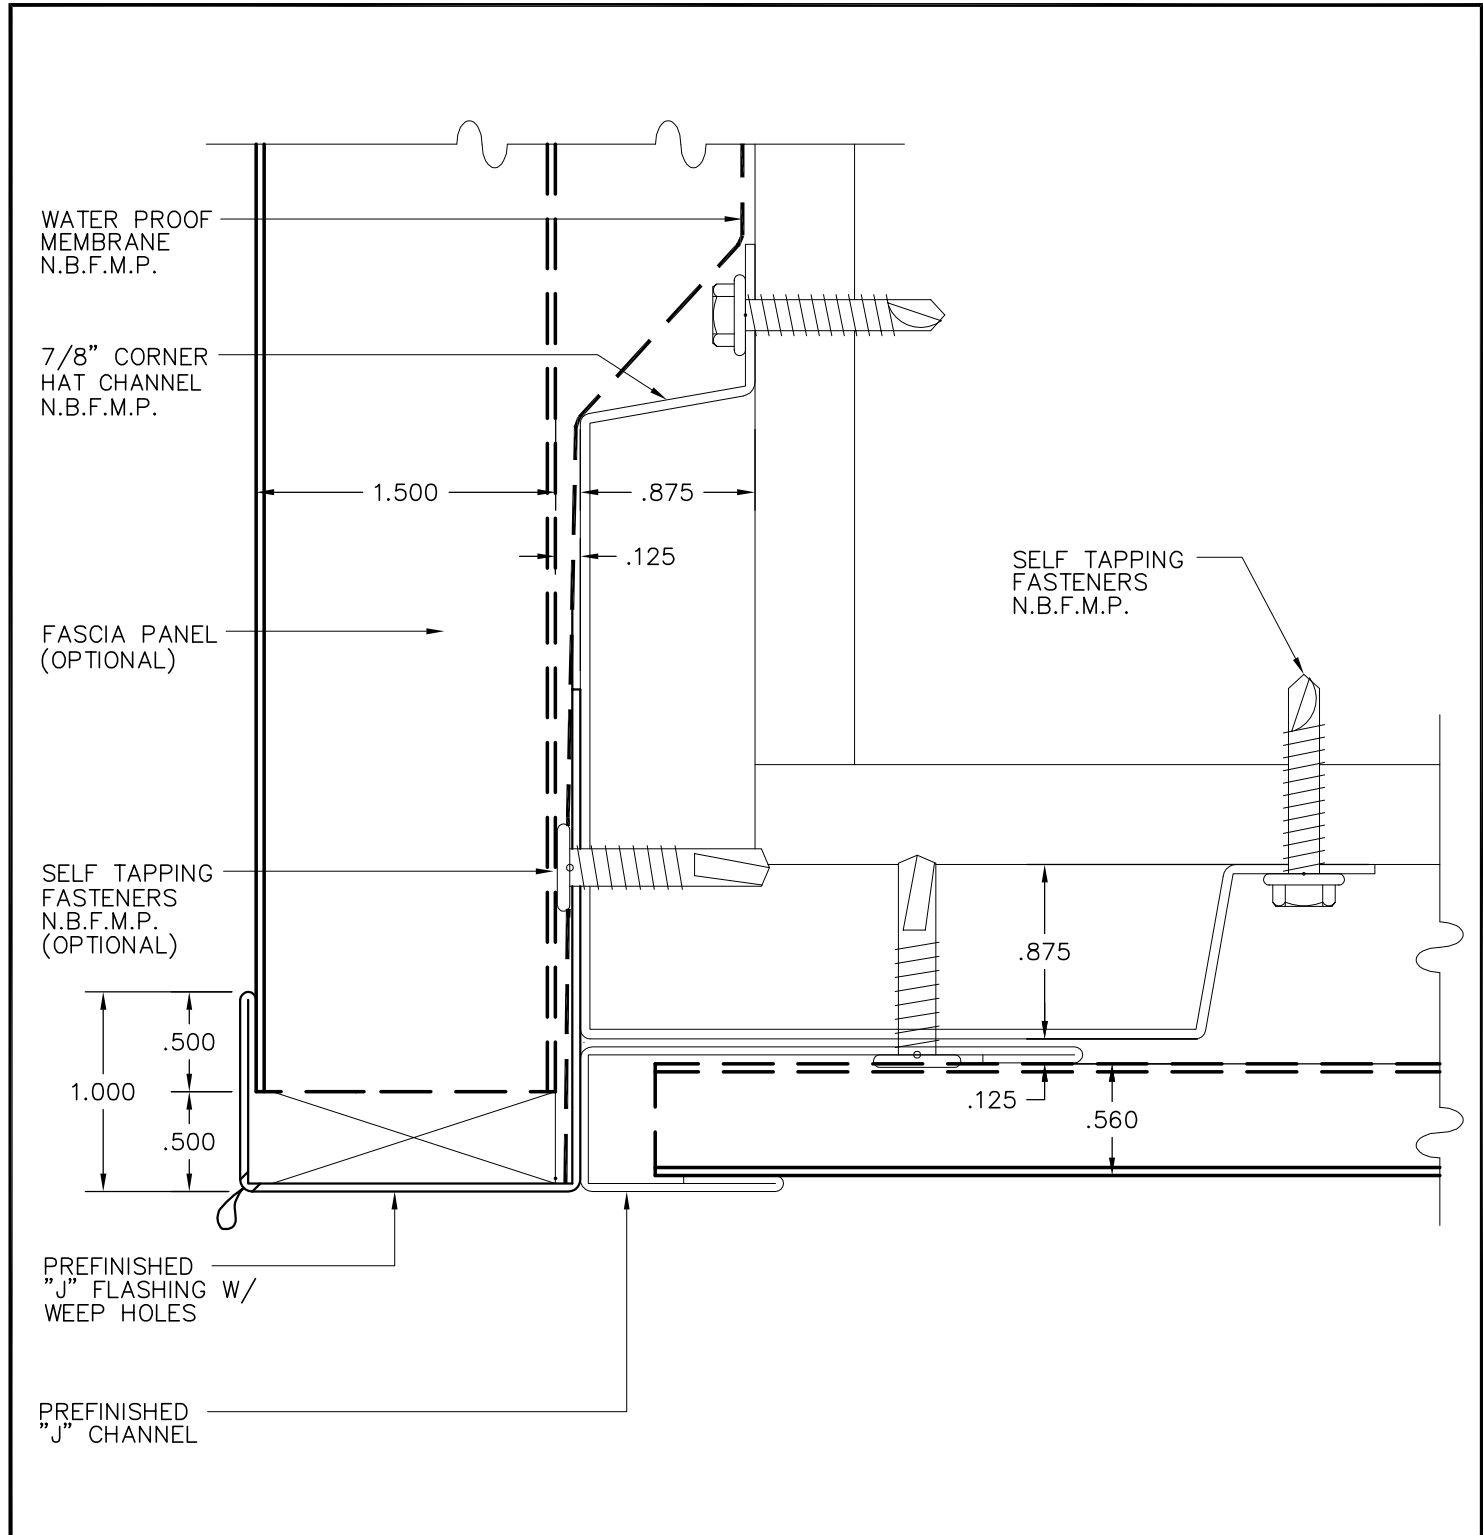 WATER PROOF
MEMBRANE
N.B.F.M.P.
7/8" CORNER
HAT CHANNEL
N.B.F.M.P.
1.500
.875
.125
SELF TAPPING
FASTENERS
N.B.F.M.P.
FASCIA PANEL
(OPTIONAL)
SELF TAPPING
FASTENERS
N.B.F.M.P.
(OPTIONAL)
.875
.500
1.000
.500
.125
.560
PREFINISHED
"J" FLASHING W/
WEEP HOLES
PREFINISHED
"J" CHANNEL